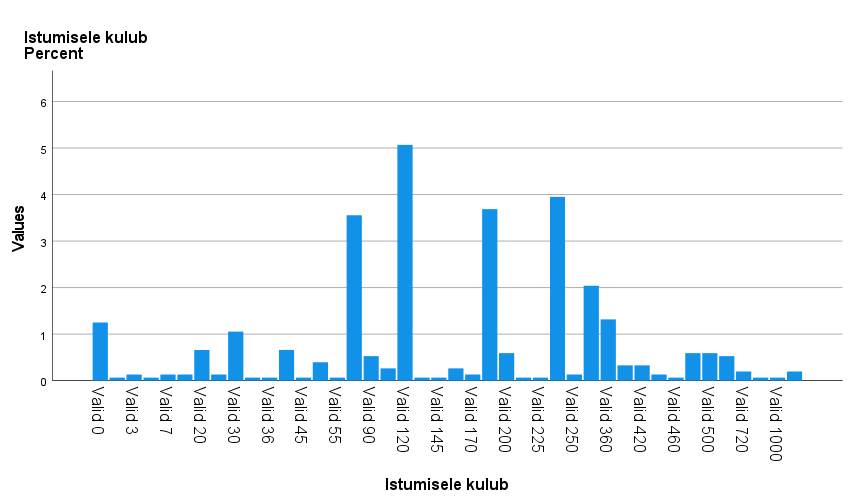 Istumisele kulub
Percent
6
5
4
3
2
1
0
Values
Valid 0
Valid 3
Valid 7
Valid 20
Valid 30
Valid 36
Valid 45
Valid 55
Valid 90
Valid 120
Valid 145
Valid 170
Valid 200
Valid 225
Valid 250
Valid 360
Valid 420
Valid 460
Valid 500
Valid 720
Valid 1000
Istumisele kulub